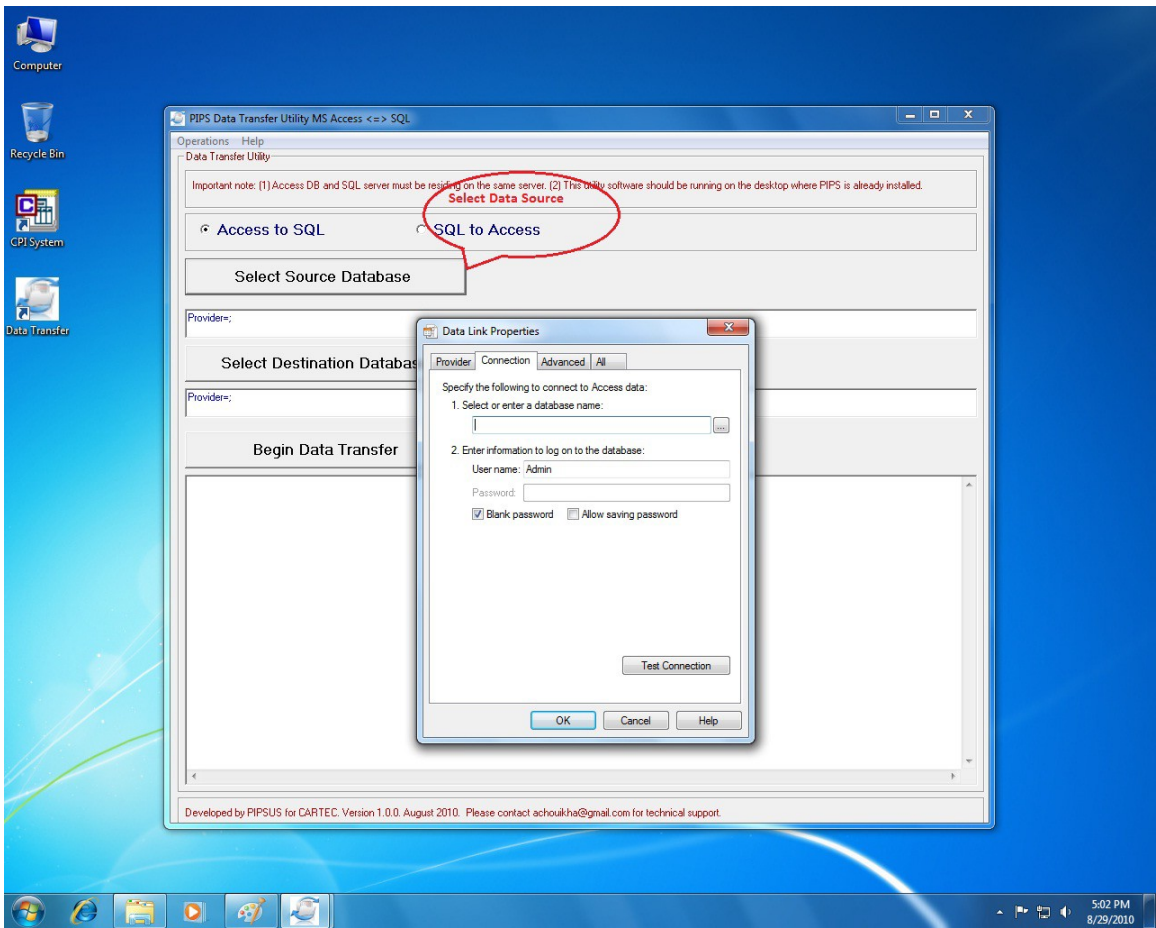 Computer
Recycle Bin
CPI System
Data Transfer
PIPS Data Transfer Utility MS Access <=> SQL
Operations Help
Data Transfer Utility
Important note: (1) Access DB and SQL server must be residing on the same server. (2) This utility software should be running on the desktop where PIPS is already installed.
Select Data Source
Access to SQL
SQL to Access
Select Source Database
Provider=;
Select Destination Databas
Provider=;
Begin Data Transfer
Data Link Properties
Provider Connection Advanced All
Specify the following to connect to Access data:
1. Select or enter a database name:
...
2. Enter information to log on to the database:
User name: Admin
Password:
Blank password Allow saving password
Test Connection
OK Cancel Help
Developed by PIPSUS for CARTEC. Version 1.0.0. August 2010. Please contact achouikha@gmail.com for technical support.
5:02 PM
8/29/2010